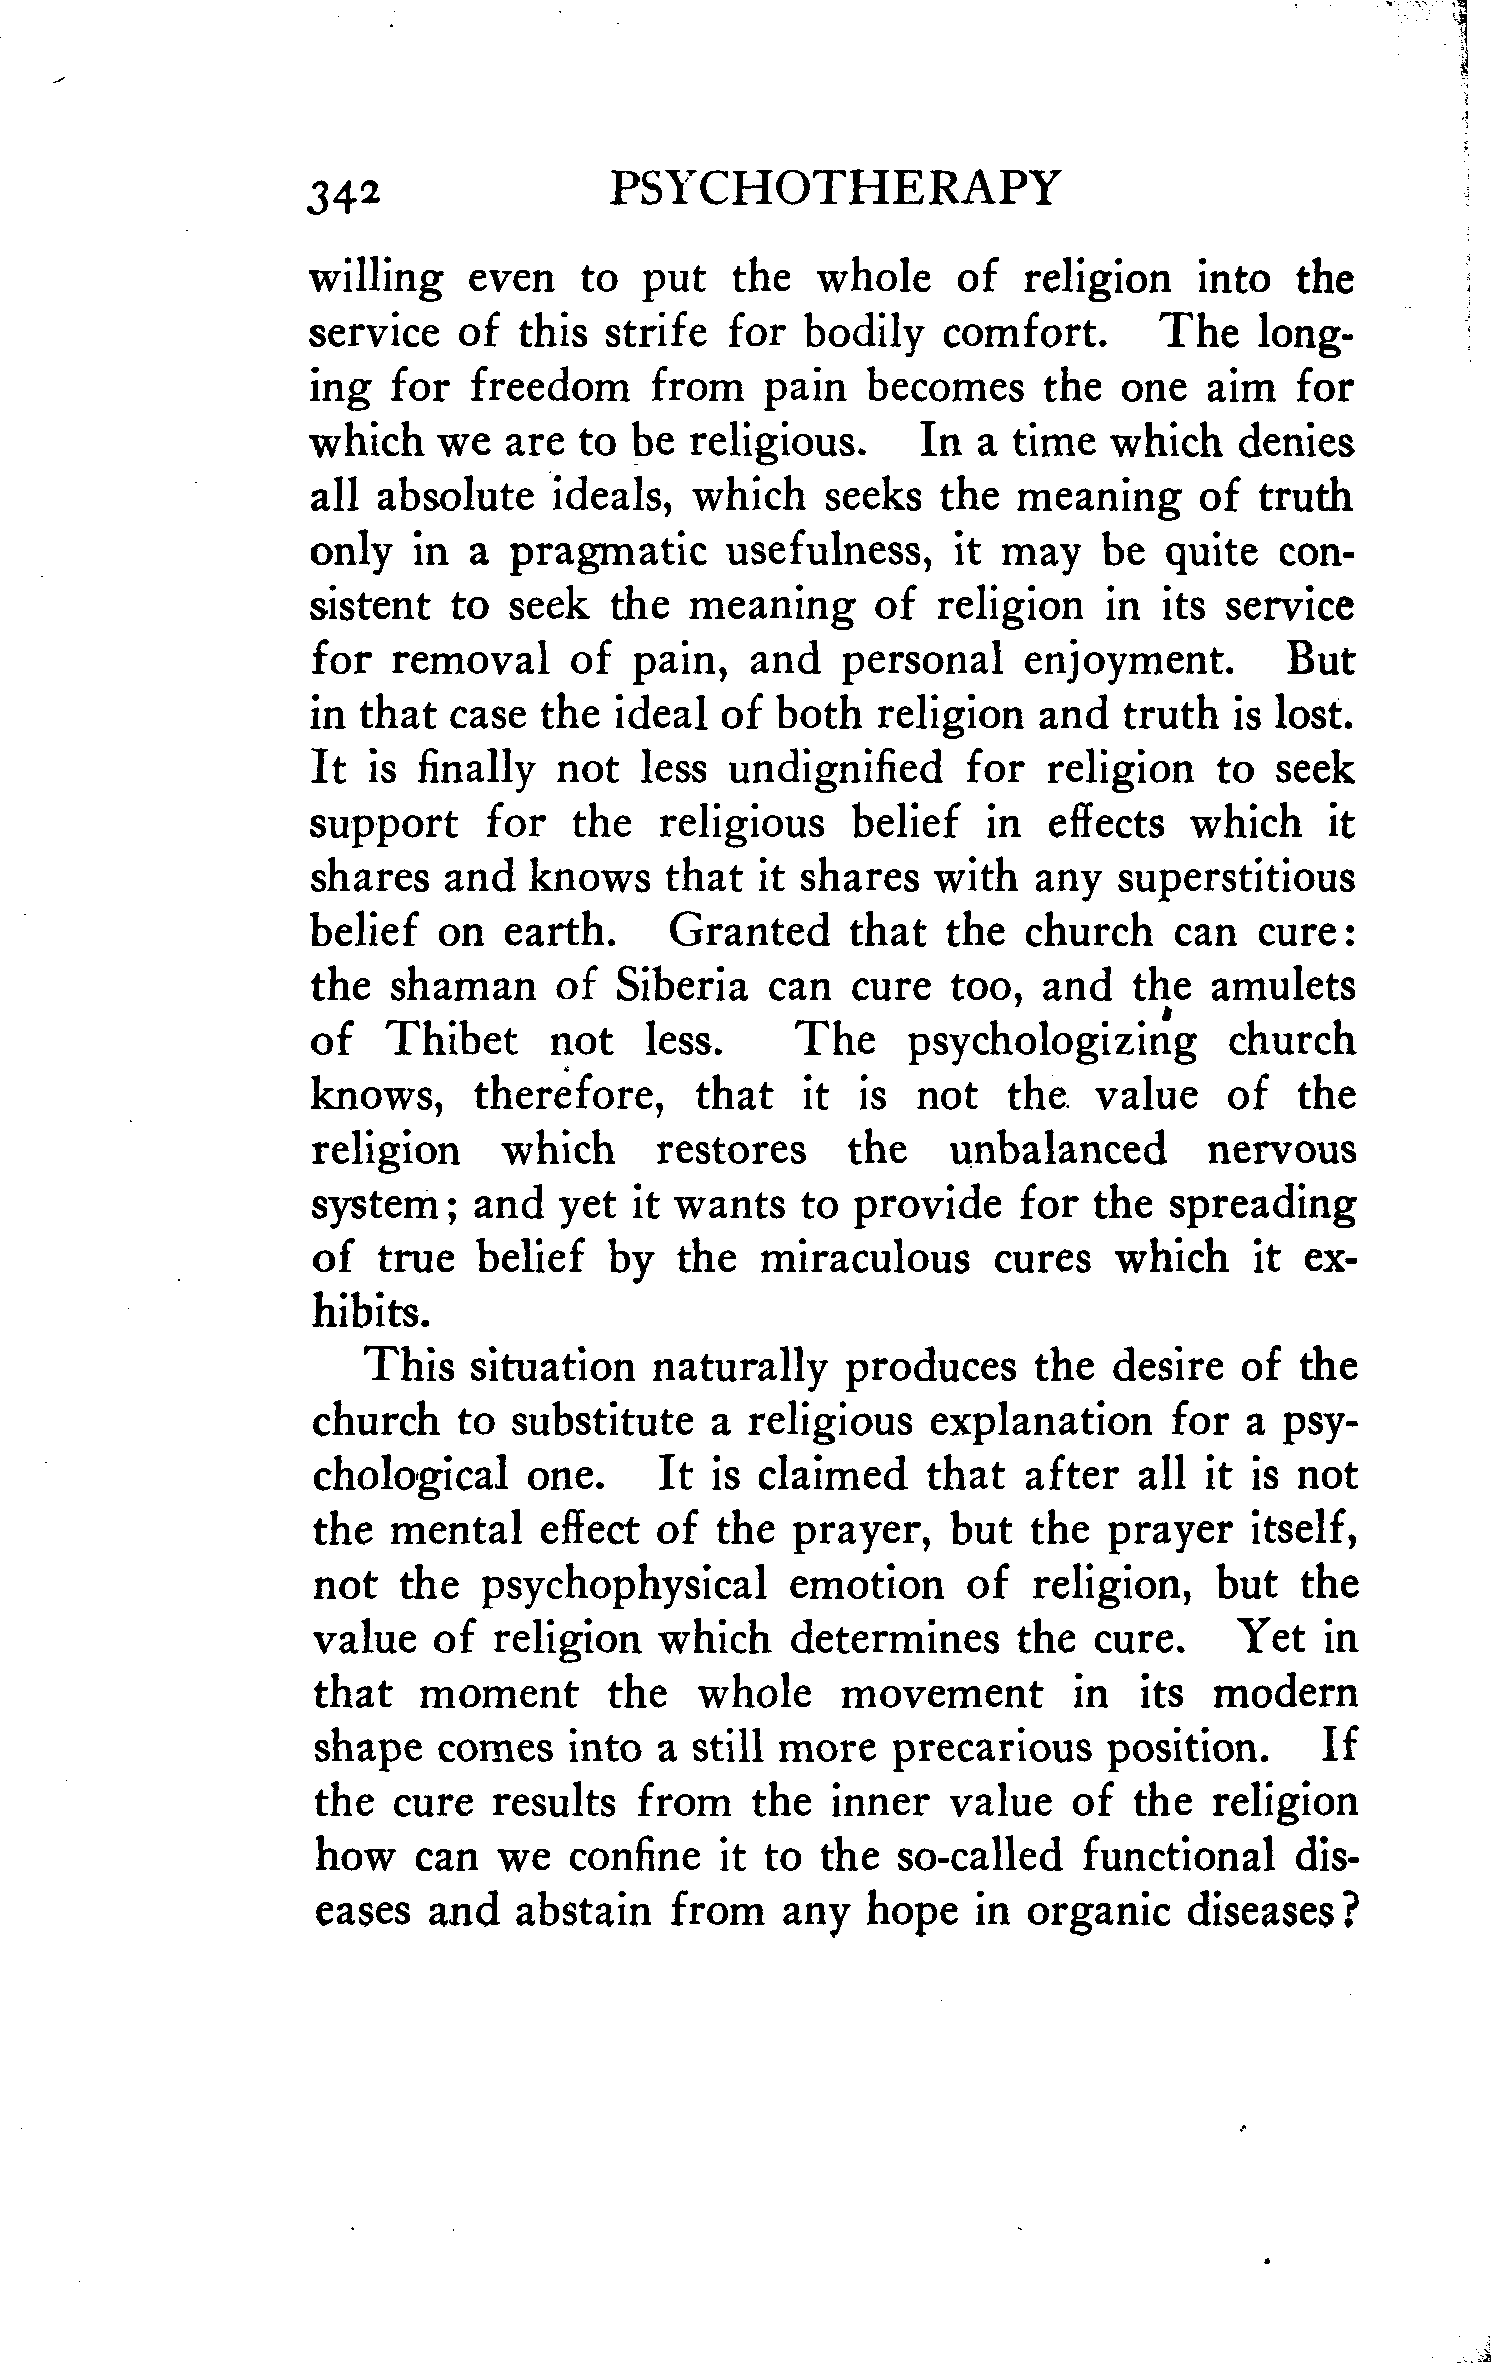 342 PSYCHOTHERAPY
willing even to put the whole of religion into the
service of this strife for bodily comfort. The long-
ing for freedom from pain becomes the one aim for
which we are to be religious. In a time which denies
all absolute ideals, which seeks the meaning of truth
only in a pragmatic usefulness, it may be quite con-
sistent to seek the meaning of religion in its service
for removal of pain, and personal enjoyment. But
in that case the ideal of both religion and truth is lost.
It is finally not less undignified for religion to seek
support for the religious belief in effects which it
shares and knows that it shares with any superstitious
belief on earth. Granted that the church can cure:
the shaman of Siberia can cure too, and the amulets
of Thibet not less. The psychologizing church
knows, therefore, that it is not the value of the
religion which restores the unbalanced nervous
system; and yet it wants to provide for the spreading
of true belief by the miraculous cures which it ex-
hibits.
This situation naturally produces the desire of the
church to substitute a religious explanation for a psy-
chological one. It is claimed that after all it is not
the mental effect of the prayer, but the prayer itself,
not the psychophysical emotion of religion, but the
value of religion which determines the cure. Yet in
that moment the whole movement in its modern
shape comes into a still more precarious position. If
the cure results from the inner value of the religion
how can we confine it to the so-called functional dis-
eases and abstain from any hope in organic diseases?